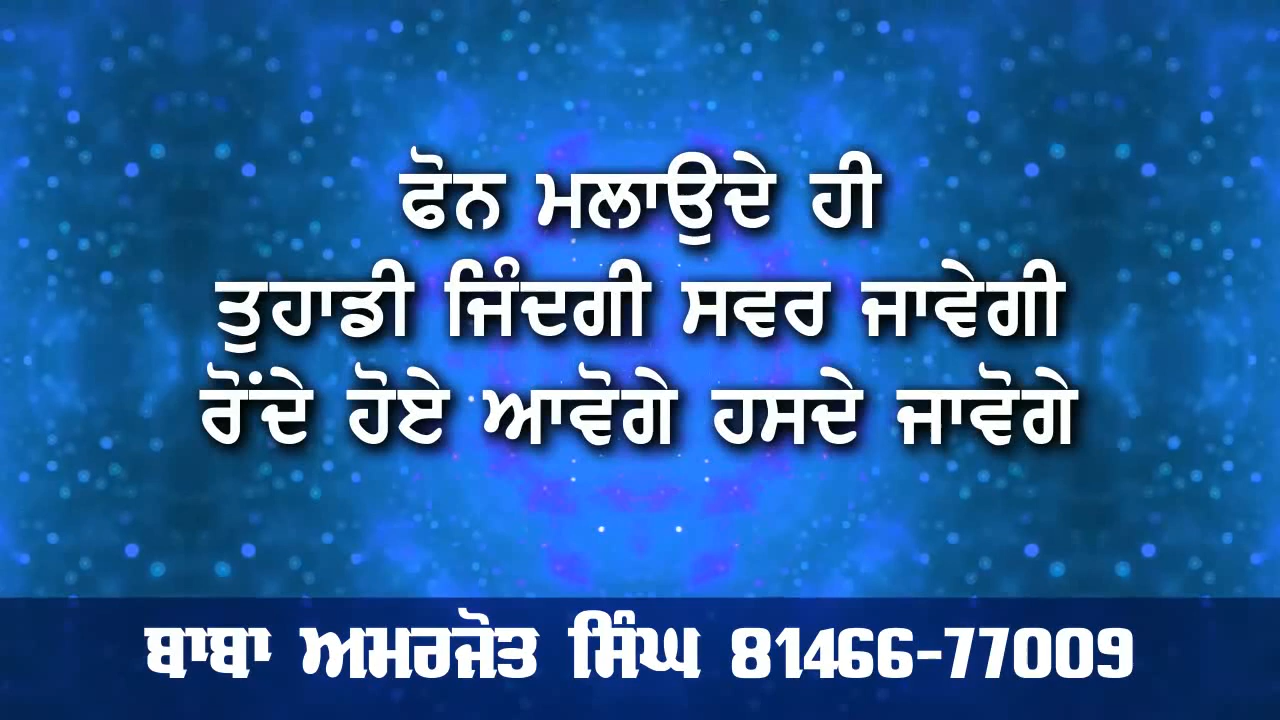 ਫੋਨ ਮਲਾਉਦੇ ਹੀ
ਤੁਹਾਡੀ ਜਿੰਦਗੀ ਸਵਰ ਜਾਵੇਗੀ
ਰੋਂਦੇ ਹੋਏ ਆਵੋਗੇ ਹਸਦੇ ਜਾਵੋਗੇ
ਬਾਬਾ ਅਮਰਜੋਤ ਸਿੰਘ 81466-77009